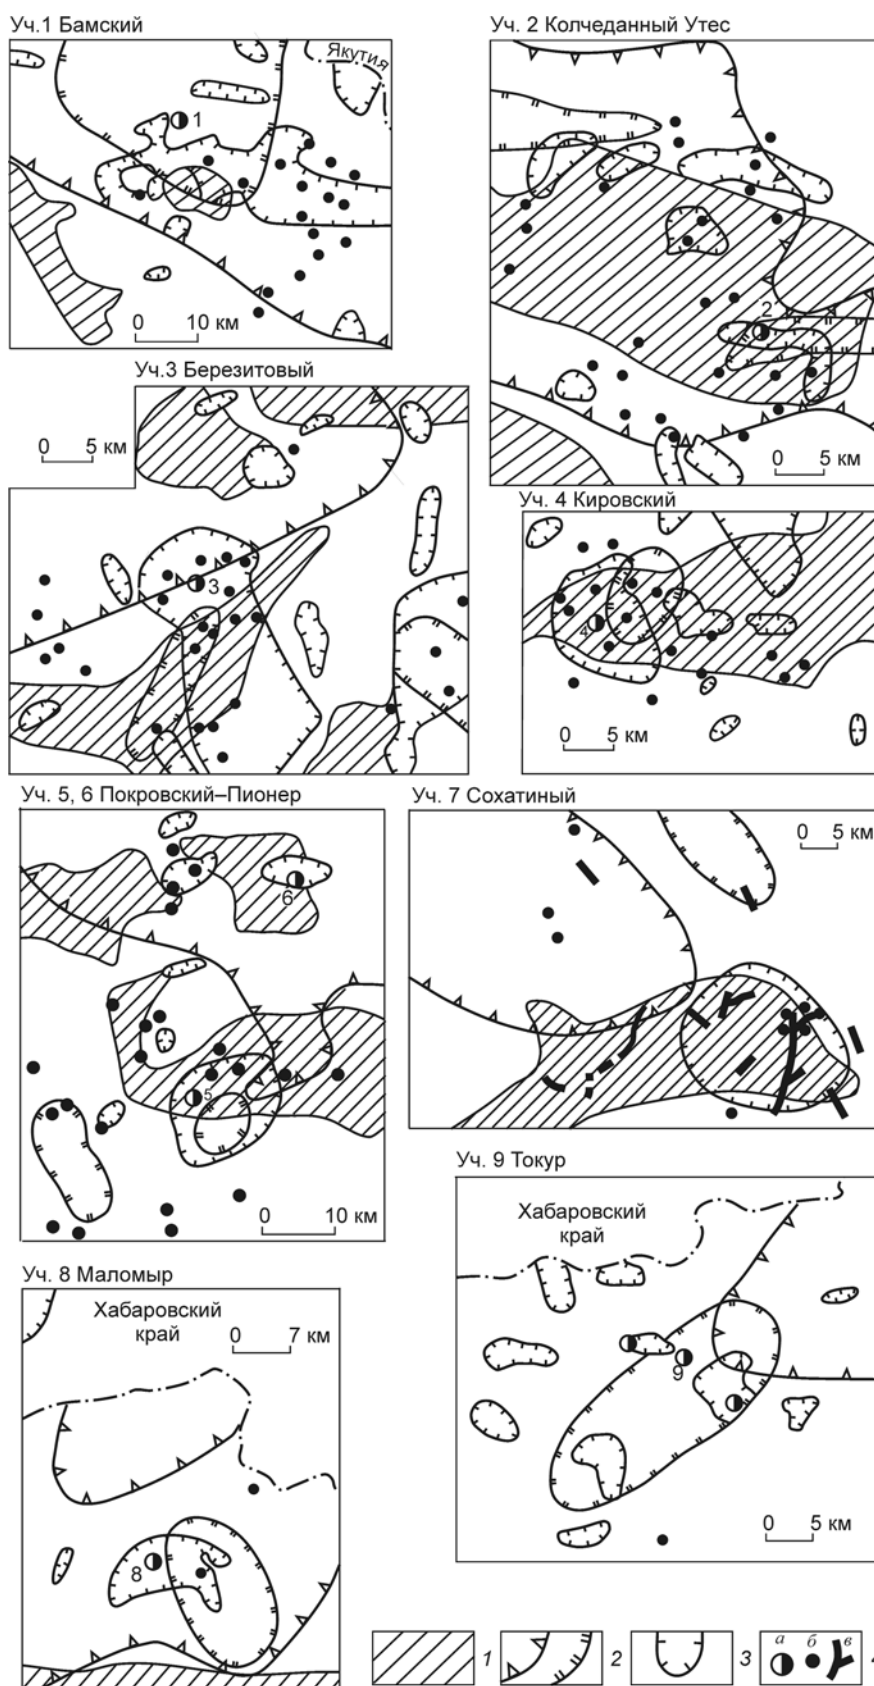 Уч.1 Бамский
Якутия
1
0 10 км
Уч. 2 Колчеданный Утес
2
0 5 км
Уч.3 Березитовый
0 5 км
3
Уч. 4 Кировский
4
0 5 км
Уч. 5, 6 Покровский–Пионер
6
5
0 10 км
Уч. 7 Сохатиный
0 5 км
Уч. 8 Маломыр
Хабаровский
край
0 7 км
8
Уч. 9 Токур
Хабаровский
край
9
0 5 км
1 2 3 а б в 4